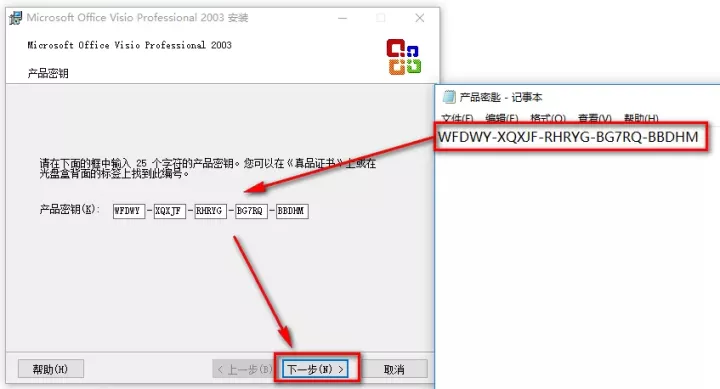 Microsoft Office Visio Professional 2003 安装
Microsoft Office Visio Professional 2003
产品密钥
请在下面的框中输入 25 个字符的产品密钥。您可以在《真品证书》上或在
光盘盒背面的标签上找到此编号。
产品密钥(K): WFDWY - XQXJF - RHRYG - BG7RQ - BBDHM
帮助(H)
< 上一步(B)
下一步(N) >
取消
产品密匙 - 记事本
文件(F) 编辑(E) 格式(O) 查看(V) 帮助(H)
WFDWY-XQXJF-RHRYG-BG7RQ-BBDHM